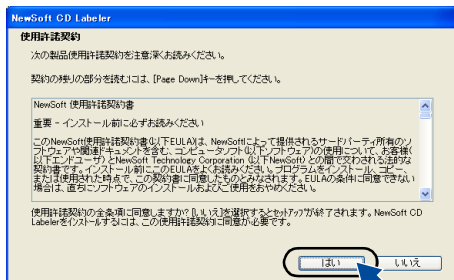 NewSoft CD Labeler
使用許諾契約
次の製品使用許諾契約を注意深くお読みください。
契約の残りの部分を読むには、[Page Down]キーを押してください。
NewSoft 使用許諾契約書
重要 - インストール前に必ずお読みください
このNewSoft使用許諾契約書(以下EULA)は、NewSoftによって提供されるサードパーティー所有のソ
フトウェアや関連ドキュメントを含む、コンピュータソフト(以下ソフトウェア)の使用について、お客様(
以下エンドユーザ)とNewSoft Technology Corporation (以下NewSoft)との間で交わされる法的な
契約書です。インストール前にこのEULAをよくお読みください。プログラムをインストール、コピー、
または使用された時点で、この契約書に同意したものとみなされます。EULAの条件に同意できない
場合は、直ちにソフトウェアのインストールおよびご使用をおやめください。
使用許諾契約の全条項に同意しますか? [いいえ]を選択するとセットアップが終了されます。NewSoft CD
Labelerをインストールするには、この使用許諾契約に同意が必要です。
はい いいえ